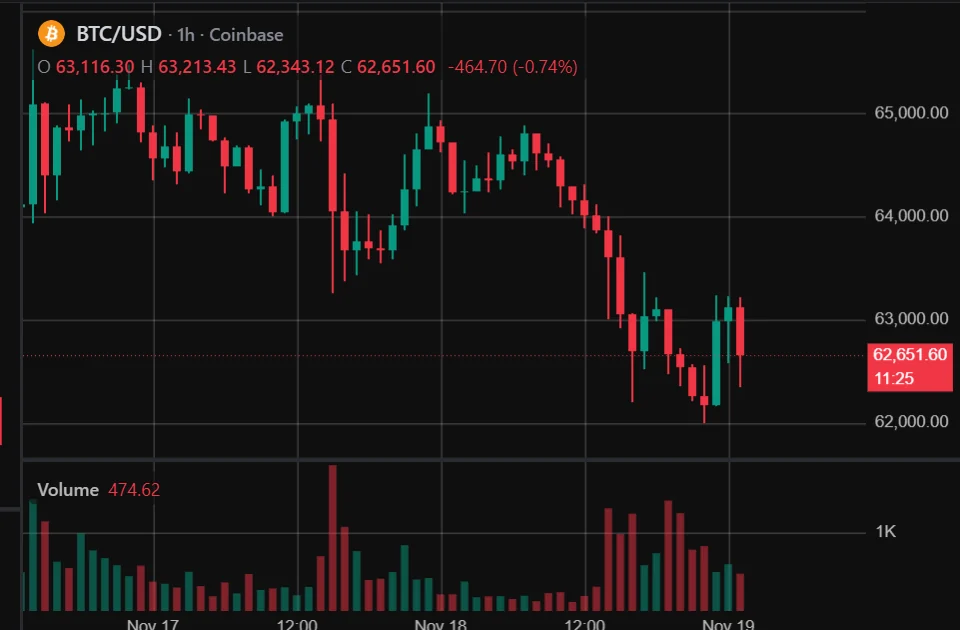 BTC/USD · 1h · Coinbase
O 63,116.30 H 63,213.43 L 62,343.12 C 62,651.60 -464.70 (-0.74%)
65,000.00
64,000.00
63,000.00
62,651.60
11:25
62,000.00
Volume 474.62
1K
Nov 17 12:00 Nov 18 12:00 Nov 19